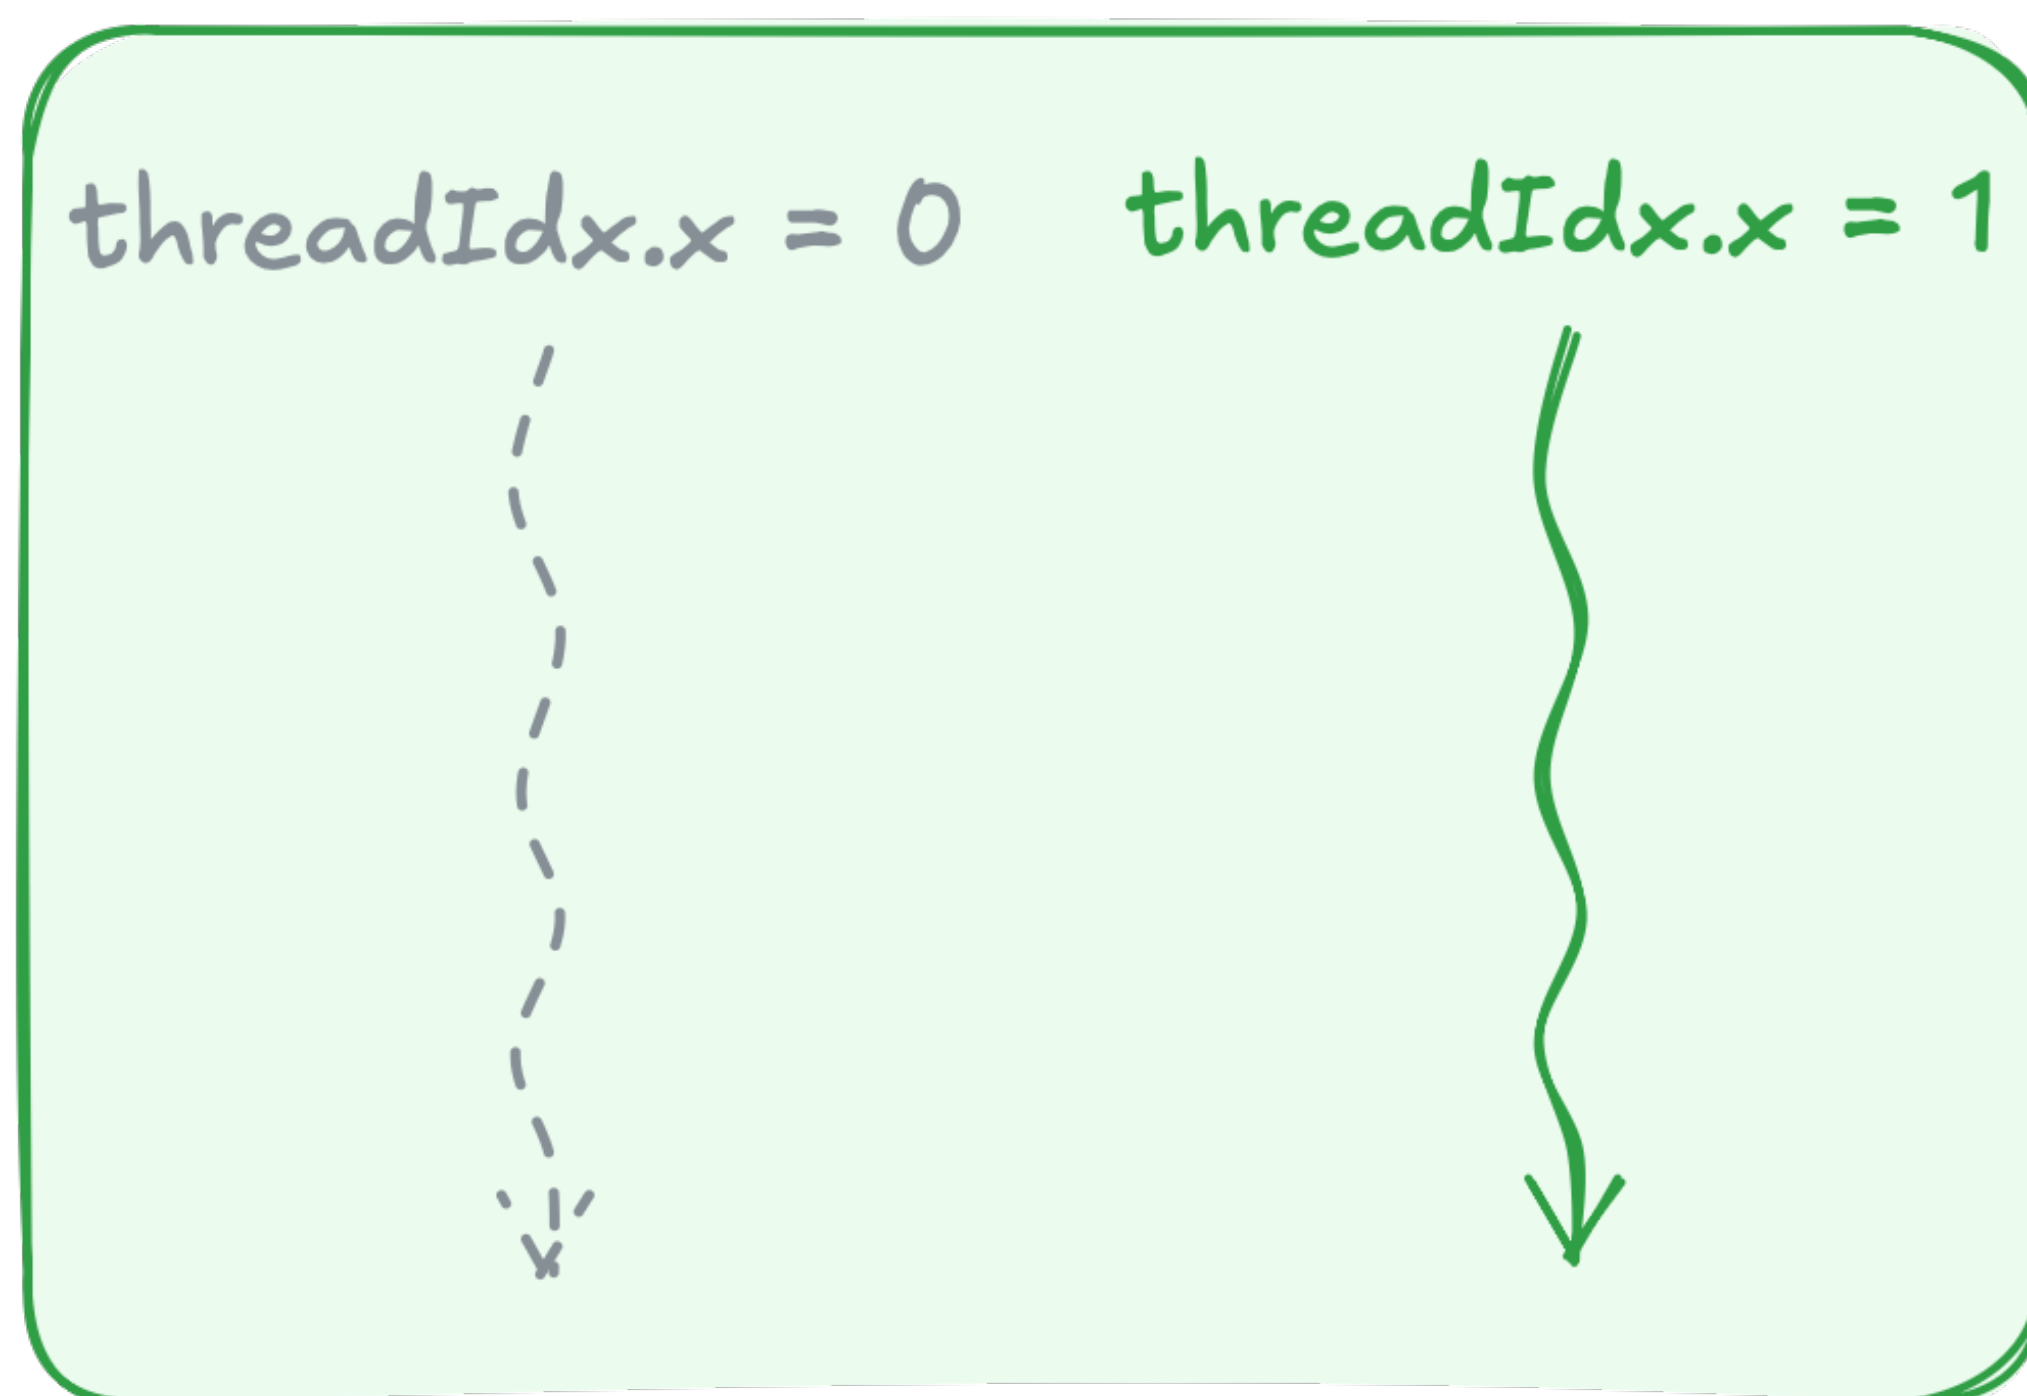 threadIdx.x = 0 threadIdx.x = 1